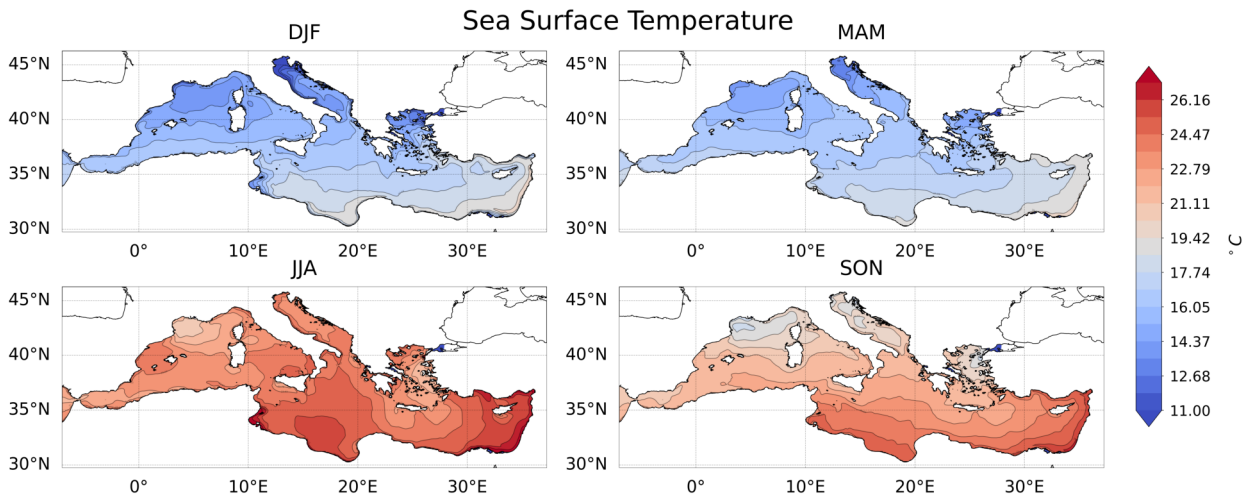 Sea Surface Temperature
DJF
MAM
45°N
40°N
35°N
30°N
0°
10°E
20°E
30°E
45°N
40°N
35°N
30°N
0°
10°E
20°E
30°E
JJA
SON
45°N
40°N
35°N
30°N
0°
10°E
20°E
30°E
45°N
40°N
35°N
30°N
0°
10°E
20°E
30°E
26.16
24.47
22.79
21.11
19.42
17.74
16.05
14.37
12.68
11.00
°C